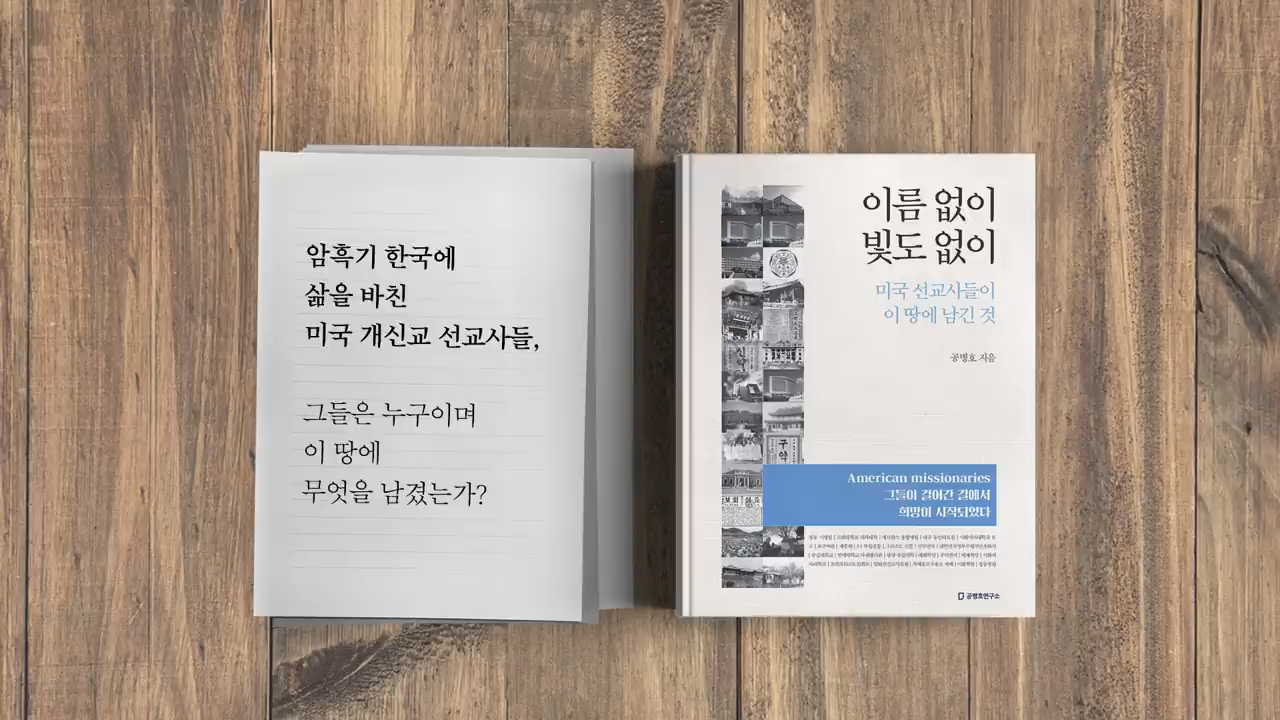 암흑기 한국에
삶을 바친
미국 개신교 선교사들,
그들은 누구이며
이 땅에
무엇을 남겼는가?
이름 없이
빛도 없이
미국 선교사들이
이 땅에 남긴 것
공병호 지음
구약
American missionaries
그들이 걸어간 길에서
희망이 시작되었다
공병호연구소